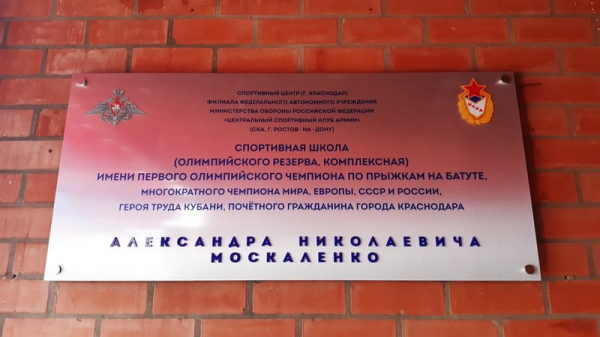 СПОРТИВНЫЙ ЦЕНТР (Г. КРАСНОДАР)
ФИЛИАЛА ФЕДЕРАЛЬНОГО АВТОНОМНОГО УЧРЕЖДЕНИЯ
МИНИСТЕРСТВА ОБОРОНЫ РОССИЙСКОЙ ФЕДЕРАЦИИ
«ЦЕНТРАЛЬНЫЙ СПОРТИВНЫЙ КЛУБ АРМИИ»
(СКА. Г. РОСТОВ- НА -ДОНУ)
СПОРТИВНАЯ ШКОЛА
(ОЛИМПИЙСКОГО РЕЗЕРВА, КОМПЛЕКСНАЯ)
ИМЕНИ ПЕРВОГО ОЛИМПИЙСКОГО ЧЕМПИОНА ПО ПРЫЖКАМ НА БАТУТЕ,
МНОГОКРАТНОГО ЧЕМПИОНА МИРА, ЕВРОПЫ, СССР И РОССИИ,
ГЕРОЯ ТРУДА КУБАНИ, ПОЧЁТНОГО ГРАЖДАНИНА ГОРОДА КРАСНОДАРА
АЛЕКСАНДРА НИКОЛАЕВИЧА
МОСКАЛЕНКО